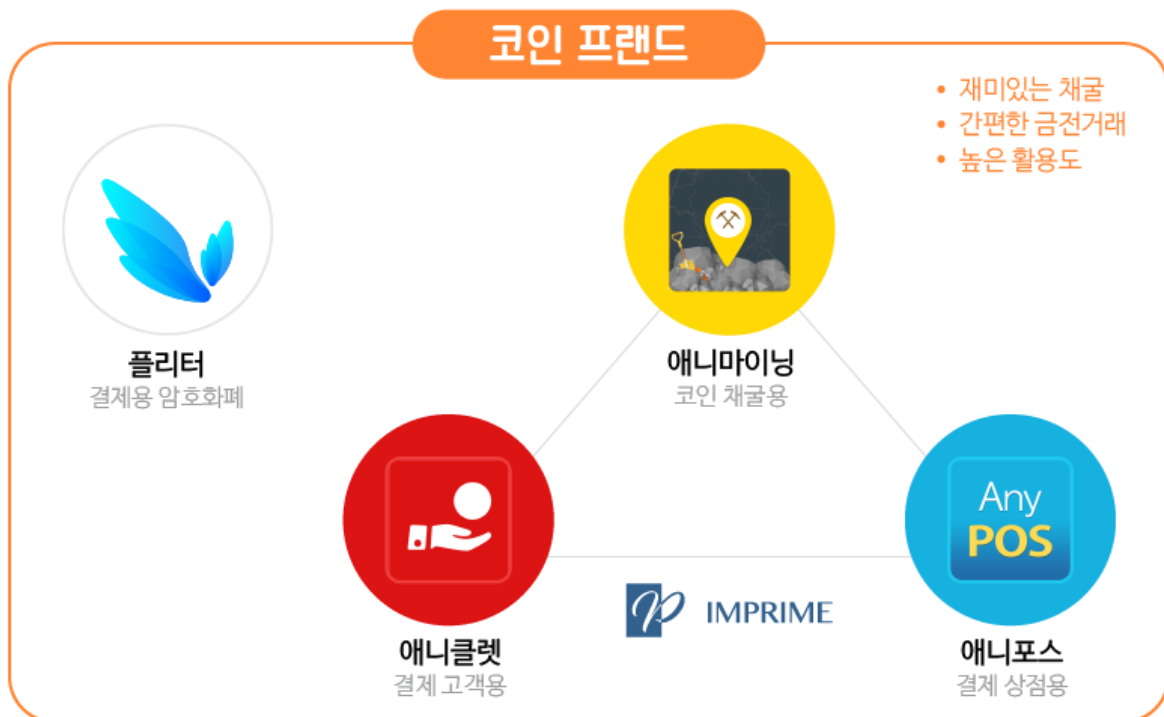 코인 프랜드
• 재미있는 채굴
• 간편한 금전거래
• 높은 활용도
플리터
결제용 암호화폐
애니마이닝
코인 채굴용
Any
POS
IMPRIME
애니클렛
결제 고객용
애니포스
결제 상점용